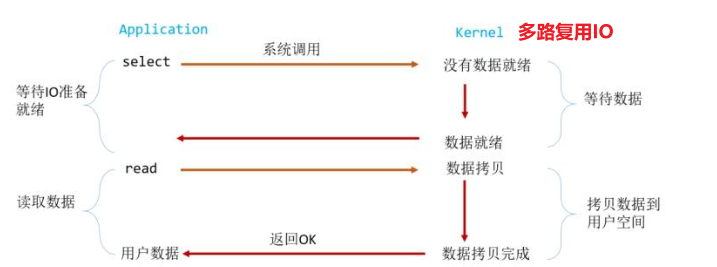 Application
Kernel 多路复用IO
select
系统调用
没有数据就绪
等待IO准备
就绪
等待数据
数据就绪
read
数据拷贝
读取数据
拷贝数据到
用户空间
返回OK
用户数据
数据拷贝完成